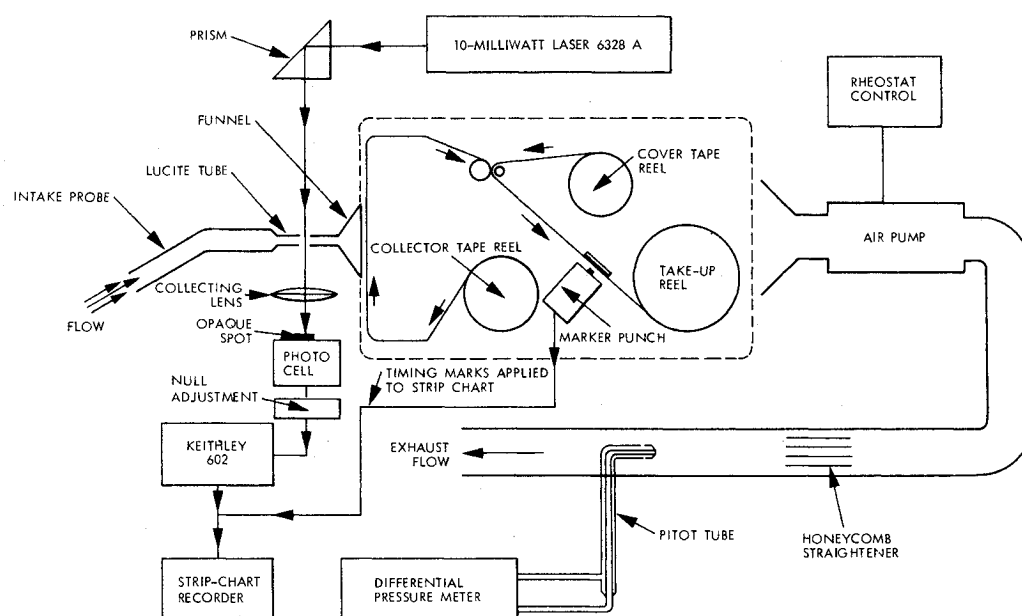 PRISM
10-MILLIWATT LASER 6328 A
RHEOSTAT
CONTROL
FUNNEL
LUCITE TUBE
INTAKE PROBE
COVER TAPE
REEL
AIR PUMP
COLLECTOR TAPE REEL
TAKE-UP
REEL
COLLECTING
LENS
FLOW
OPAQUE
SPOT
PHOTO
CELL
MARKER PUNCH
TIMING MARKS APPLIED
TO STRIP CHART
NULL
ADJUSTMENT
KEITHLEY
602
EXHAUST
FLOW
PITOT TUBE
HONEYCOMB
STRAIGHTENER
STRIP-CHART
RECORDER
DIFFERENTIAL
PRESSURE METER